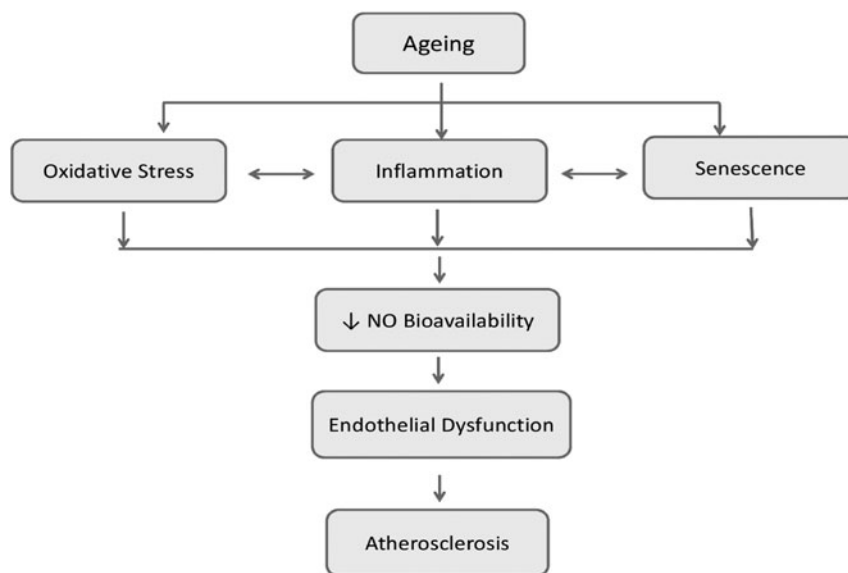 Ageing
Oxidative Stress
Inflammation
Senescence
↓ NO Bioavailability
Endothelial Dysfunction
Atherosclerosis